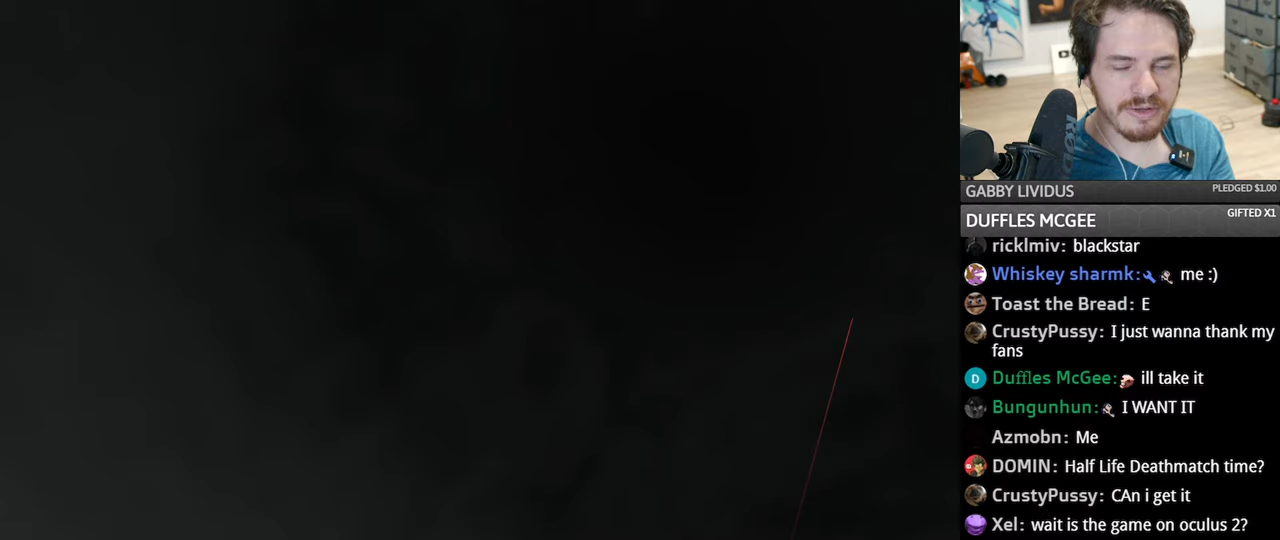 RØD
GABBY LIVIDUS
PLEDGED $1.00
DUFFLES MCGEE
GIFTED X1
ricklmiv: blackstar
Whiskey sharmk: me :)
Toast the Bread: E
CrustyPussy: I just wanna thank my
fans
D Duffles McGee: ill take it
Bungunhun: I WANT IT
Azmobn: Me
DOMIN: Half Life Deathmatch time?
CrustyPussy: CAn i get it
Xel: wait is the game on oculus 2?